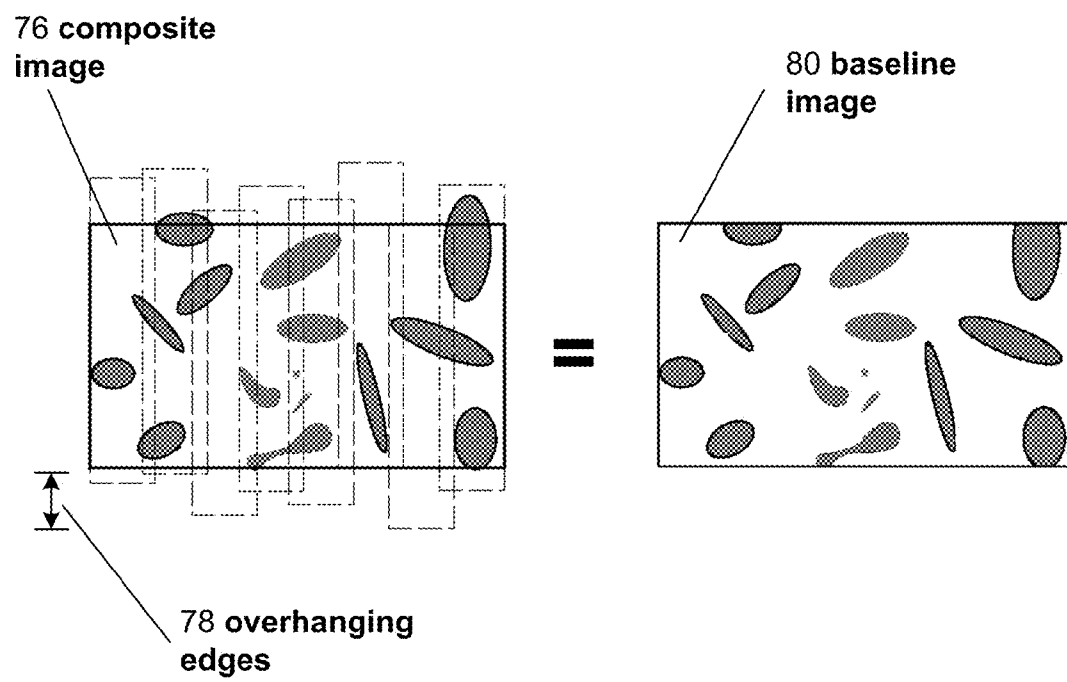 76 composite
image
80 baseline
image
=
78 overhanging
edges